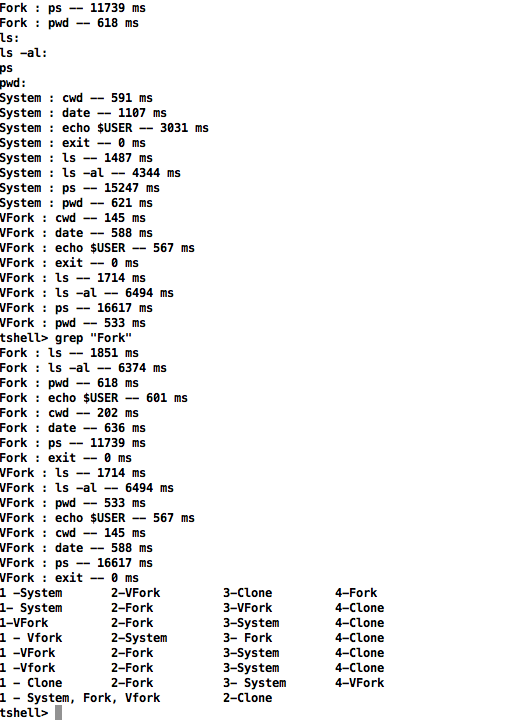 Fork : ps -- 11739 ms
Fork : pwd -- 618 ms
ls:
ls -al:
ps
pwd:
System : cwd -- 591 ms
System : date -- 1107 ms
System : echo $USER -- 3031 ms
System : exit -- 0 ms
System : ls -- 1487 ms
System : ls -al -- 4344 ms
System : ps -- 15247 ms
System : pwd -- 621 ms
VFork : cwd -- 145 ms
VFork : date -- 588 ms
VFork : echo $USER -- 567 ms
VFork : exit -- 0 ms
VFork : ls -- 1714 ms
VFork : ls -al -- 6494 ms
VFork : ps -- 16617 ms
VFork : pwd -- 533 ms
tshell> grep "Fork"
Fork : ls -- 1851 ms
Fork : ls -al -- 6374 ms
Fork : pwd -- 618 ms
Fork : echo $USER -- 601 ms
Fork : cwd -- 202 ms
Fork : date -- 636 ms
Fork : ps -- 11739 ms
Fork : exit -- 0 ms
VFork : ls -- 1714 ms
VFork : ls -al -- 6494 ms
VFork : pwd -- 533 ms
VFork : echo $USER -- 567 ms
VFork : cwd -- 145 ms
VFork : date -- 588 ms
VFork : ps -- 16617 ms
VFork : exit -- 0 ms
1 -System 2-VFork 3-Clone 4-Fork
1- System 2-Fork 3-VFork 4-Clone
1-VFork 2-Fork 3-System 4-Clone
1 - Vfork 2-System 3- Fork 4-Clone
1 -VFork 2-Fork 3-System 4-Clone
1 -Vfork 2-Fork 3-System 4-Clone
1 - Clone 2-Fork 3- System 4-VFork
1 - System, Fork, Vfork 2-Clone
tshell>